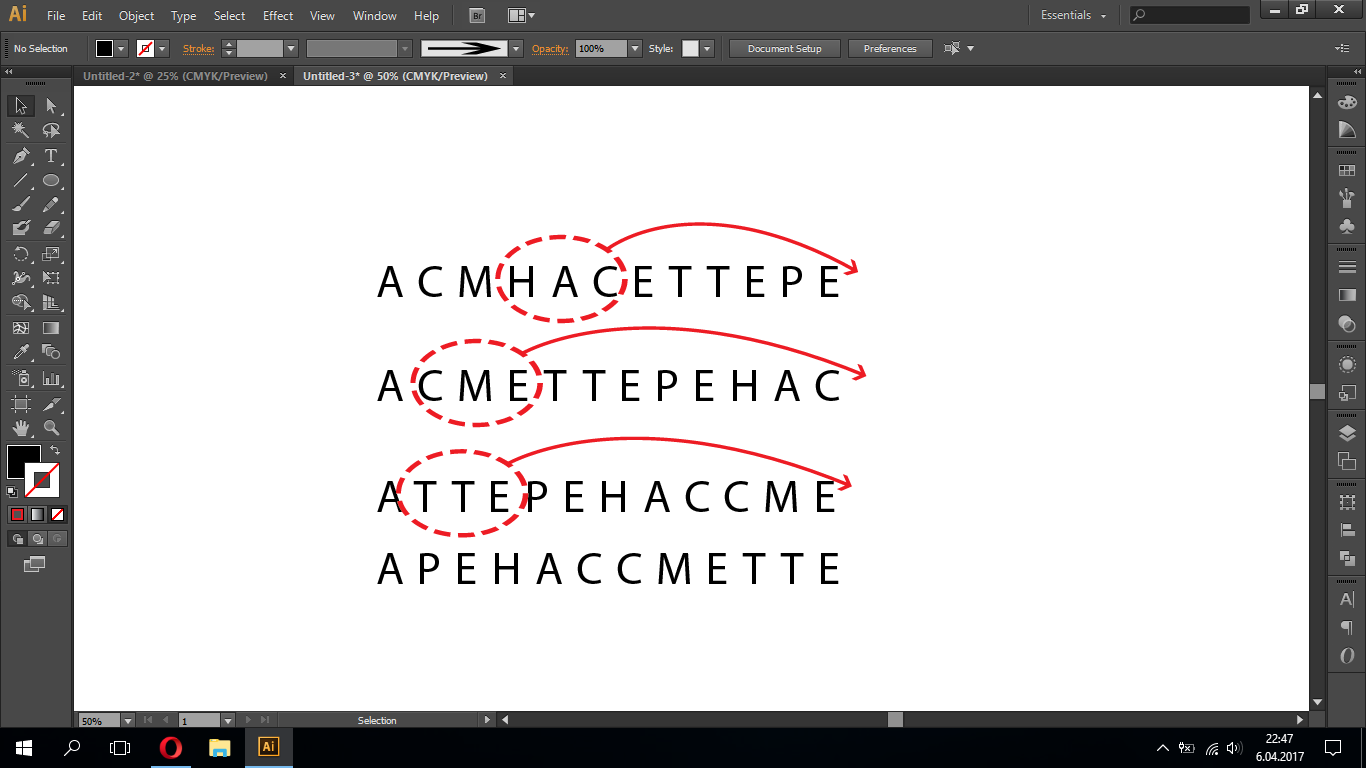 Ai File Edit Object Type Select Effect View Window Help Br Essentials
No Selection Stroke: Opacity: 100% Style: Document Setup Preferences
Untitled-2* @ 25% (CMYK/Preview) × Untitled-3* @ 50% (CMYK/Preview) ×
A C M H A C E T T E P E
A C M E T T E P E H A C
A T T E P E H A C C M E
A P E H A C C M E T T E
50% 1 Selection
Ai 22:47
6.04.2017